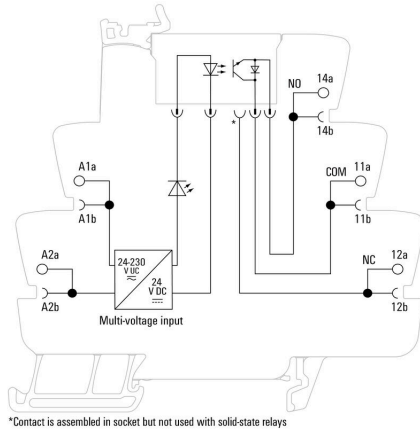 NO
14a
14b
*
A1a
A1b
COM
11a
11b
A2a
A2b
24-230
V UC
24
V DC
Multi-voltage input
NC
12a
12b
*Contact is assembled in socket but not used with solid-state relays